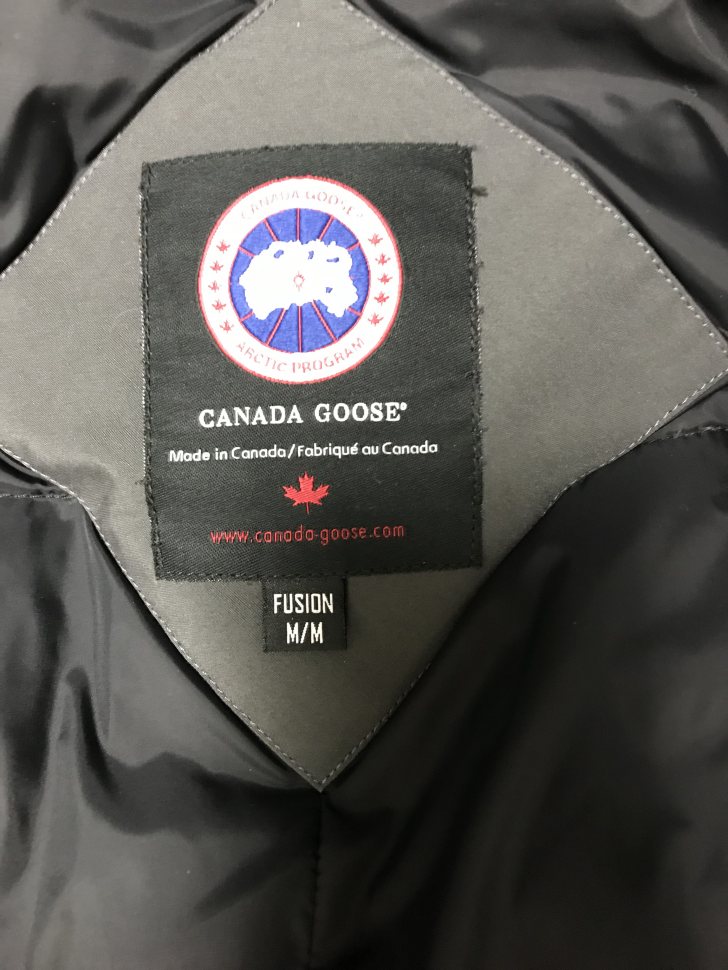 CANADA GOOSE
ARCTIC PROGRAM
CANADA GOOSE®
Made in Canada/Fabriqué au Canada
www.canada-goose.com
FUSION
M/M